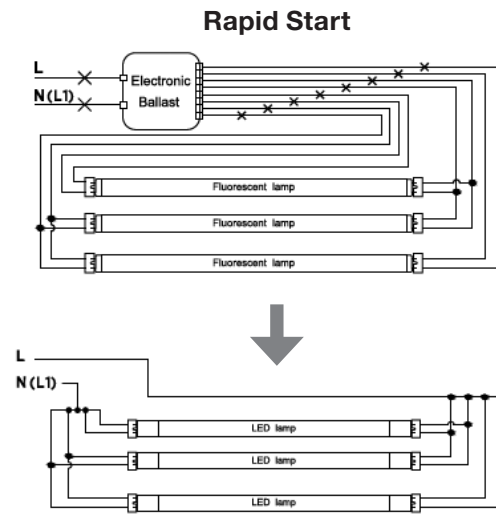 Rapid Start
L
N(L1)
Electronic
Ballast
Fluorescent lamp
Fluorescent lamp
Fluorescent lamp
L
N(L1)
LED lamp
LED lamp
LED lamp